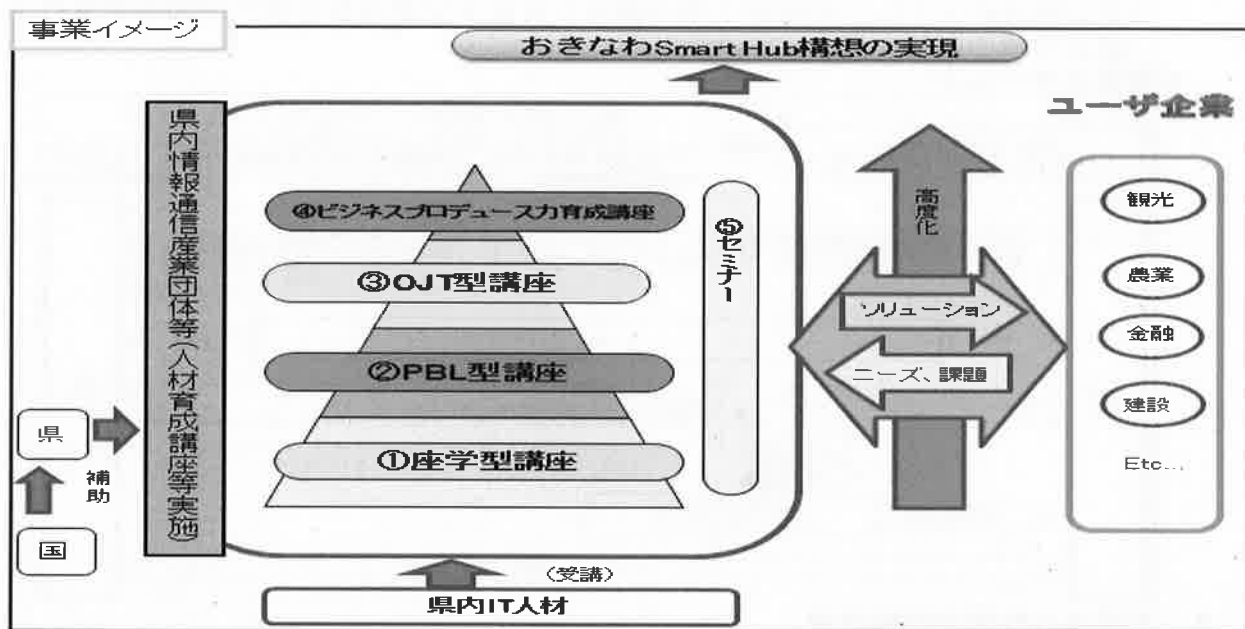 事業イメージ
おきなわSmart Hub構想の実現
ユーザ企業
県内情報通信産業団体等(人材育成講座等実施)
④ビジネスプロデュース力育成講座
③OJT型講座
②PBL型講座
①座学型講座
⑤セミナー
高度化
ソリューション
ニーズ、課題
観光
農業
金融
建設
Etc...
県
補助
国
(受講)
県内IT人材